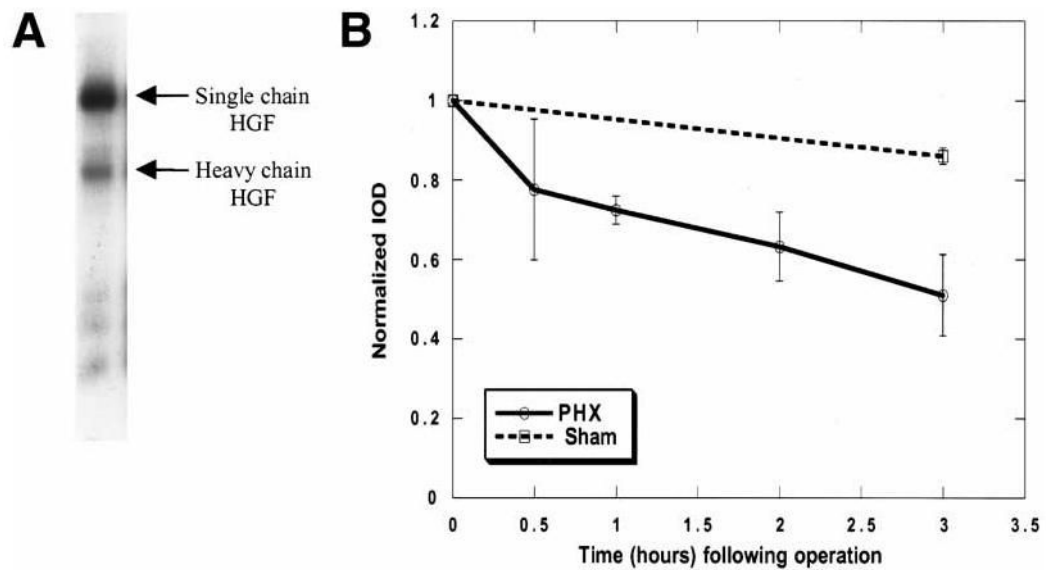 A
Single chain
HGF
Heavy chain
HGF
B
1.2
1
0.8
0.6
0.4
0.2
0
Normalized IOD
PHX
Sham
0 0.5 1 1.5 2 2.5 3 3.5
Time (hours) following operation